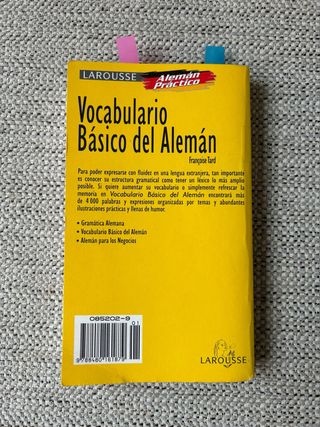 LAROUSSE
Alemán
Práctico
Vocabulario
Básico del Alemán
Françoise Tard
Para poder expresarse con fluidez en una lengua extranjera, tan importante
es conocer su estructura gramatical como tener un léxico lo más amplio
posible. Si quiere aumentar su vocabulario o simplemente refrescar la
memoria en Vocabulario Básico del Alemán encontrará más
de 4 000 palabras y expresiones organizadas por temas y abundantes
ilustraciones prácticas y llenas de humor.
• Gramática Alemana
• Vocabulario Básico del Alemán
• Alemán para los Negocios
085202-9
01
9 788480 161879
LAROUSSE